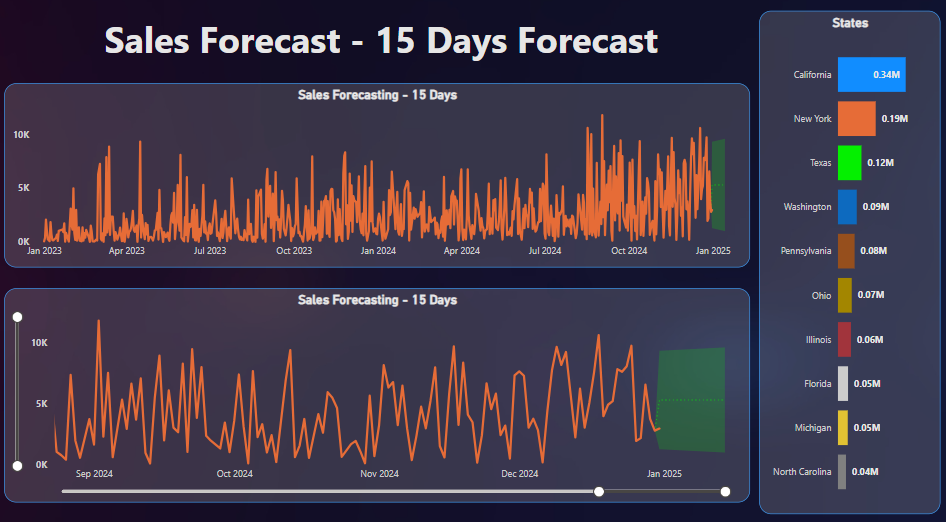 Sales Forecast - 15 Days Forecast
Sales Forecasting - 15 Days
10K
5K
0K
Jan 2023 Apr 2023 Jul 2023 Oct 2023 Jan 2024 Apr 2024 Jul 2024 Oct 2024 Jan 2025
Sales Forecasting - 15 Days
10K
5K
0K
Sep 2024 Oct 2024 Nov 2024 Dec 2024 Jan 2025
States
California 0.34M
New York 0.19M
Texas 0.12M
Washington 0.09M
Pennsylvania 0.08M
Ohio 0.07M
Illinois 0.06M
Florida 0.05M
Michigan 0.05M
North Carolina 0.04M